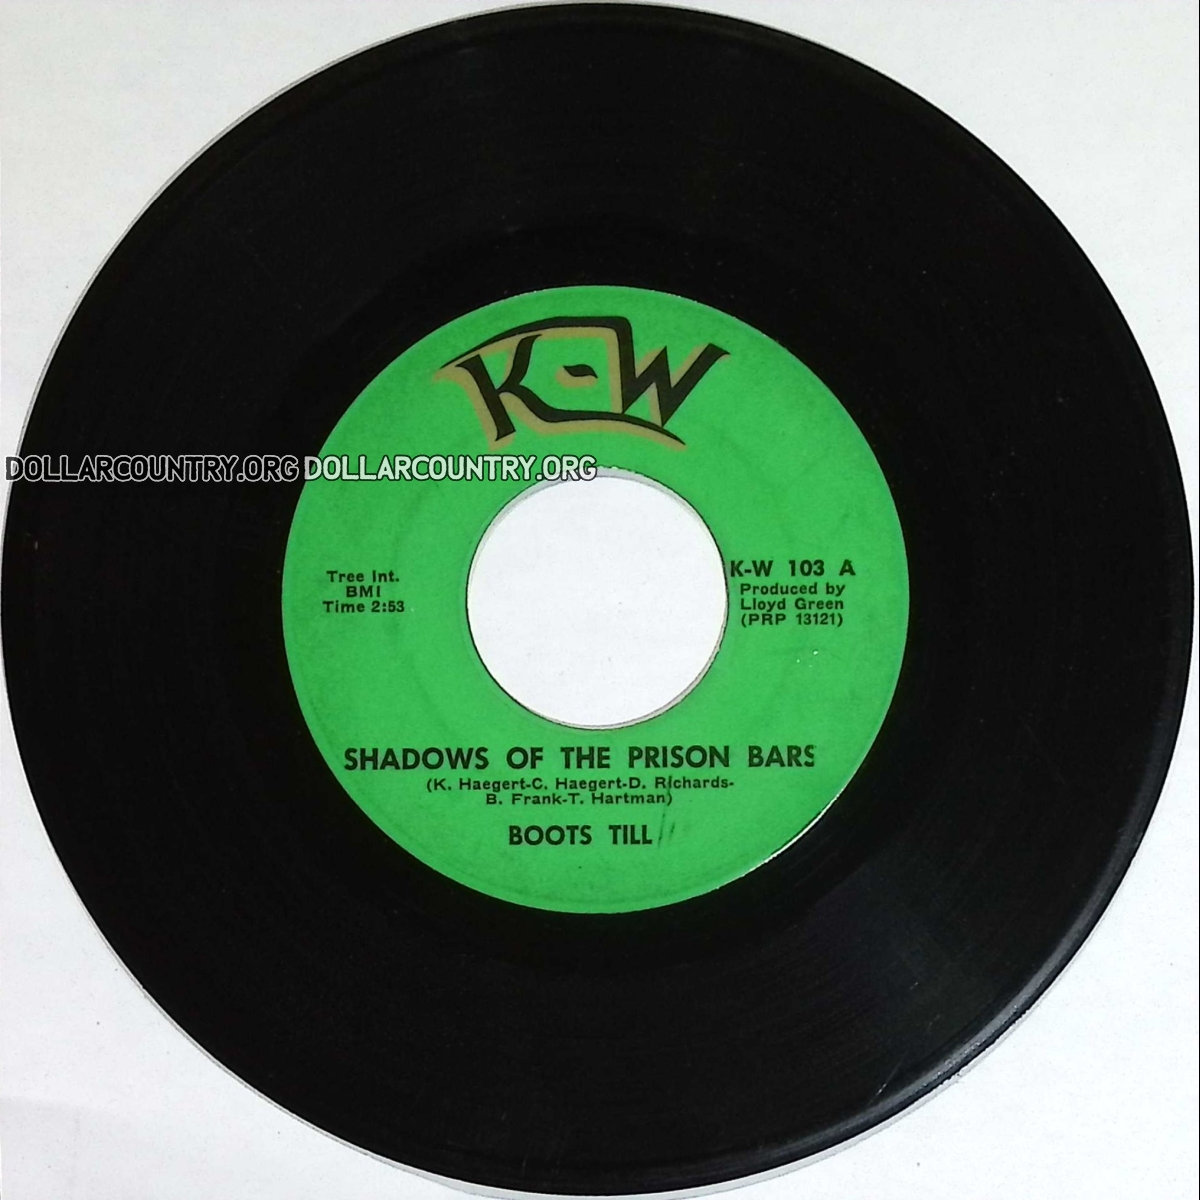 K-W
DOLLARCOUNTRY.ORG DOLLARCOUNTRY.ORG
Tree Int.
BMI
Time 2:53
K-W 103 A
Produced by
Lloyd Green
(PRP 13121)
SHADOWS OF THE PRISON BARS
(K. Haegert-C. Haegert-D. Richards-
B. Frank-T. Hartman)
BOOTS TILL